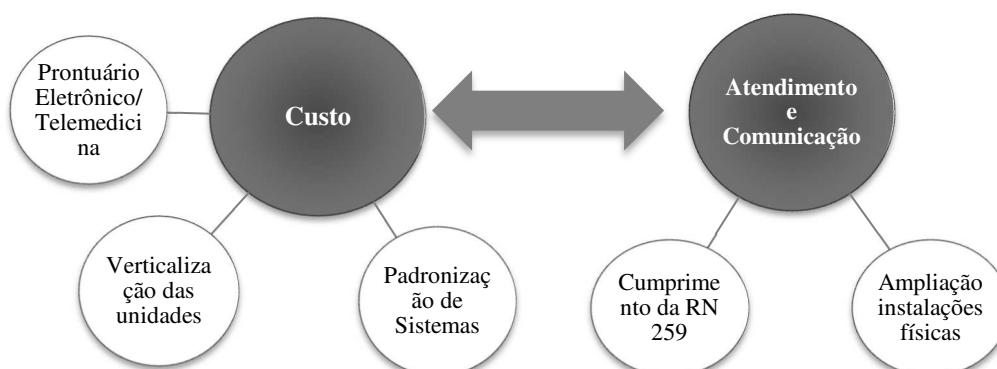 Prontuário
Eletrônico/
Telemedici
na
Custo
Atendimento
e
Comunicação
Verticaliza
ção das
unidades
Padronizaç
ão de
Sistemas
Cumprime
nto da RN
259
Ampliação
instalações
físicas